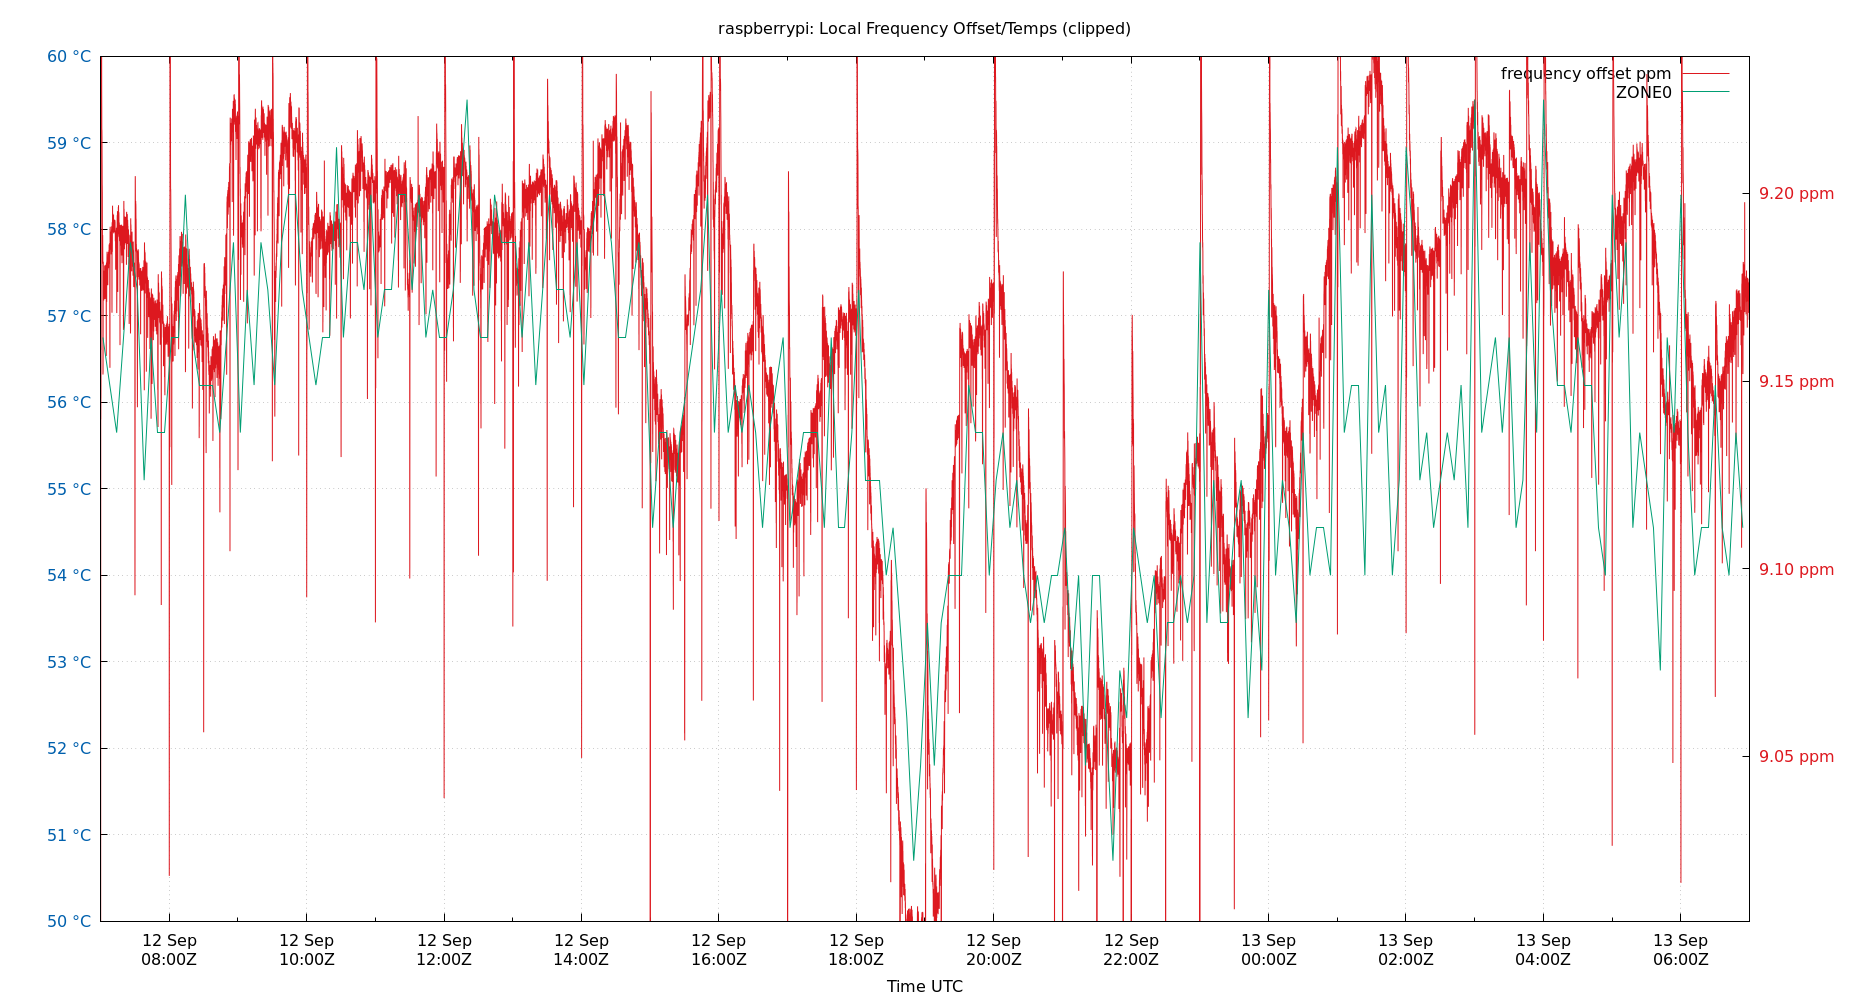 raspberrypi: Local Frequency Offset/Temps (clipped)
60 °C
frequency offset ppm
ZONE0
59 °C
58 °C
9.20 ppm
57 °C
9.15 ppm
56 °C
55 °C
54 °C
9.10 ppm
53 °C
52 °C
9.05 ppm
51 °C
50 °C
12 Sep 12 Sep 12 Sep 12 Sep 12 Sep 12 Sep 12 Sep 12 Sep 13 Sep 13 Sep 13 Sep 13 Sep
08:00Z 10:00Z 12:00Z 14:00Z 16:00Z 18:00Z 20:00Z 22:00Z 00:00Z 02:00Z 04:00Z 06:00Z
Time UTC